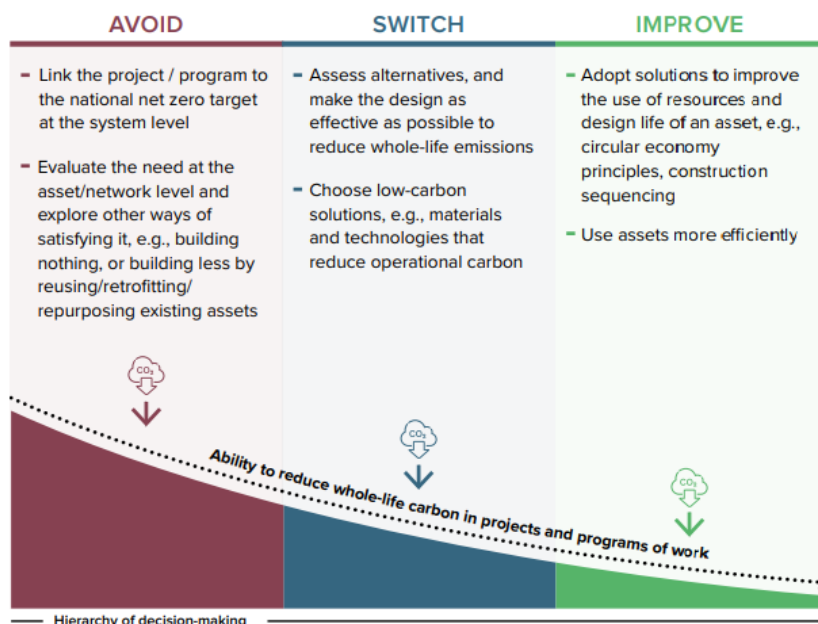 AVOID
– Link the project / program to
the national net zero target
at the system level
– Evaluate the need at the
asset/network level and
explore other ways of
satisfying it, e.g., building
nothing, or building less by
reusing/retrofitting/
repurposing existing assets
SWITCH
– Assess alternatives, and
make the design as
effective as possible to
reduce whole-life emissions
– Choose low-carbon
solutions, e.g., materials
and technologies that
reduce operational carbon
IMPROVE
– Adopt solutions to improve
the use of resources and
design life of an asset, e.g.,
circular economy
principles, construction
sequencing
– Use assets more efficiently
CO₂
CO₂
CO₂
Ability to reduce whole-life carbon in projects and programs of work
Hierarchy of decision-making